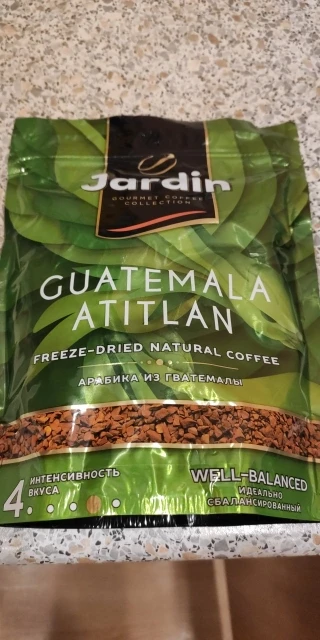 Jardin
GOURMET COFFEE
COLLECTION
GUATEMALA
ATITLAN
FREEZE-DRIED NATURAL COFFEE
АРАБИКА ИЗ ГВАТЕМАЛЫ
4 ИНТЕНСИВНОСТЬ
ВКУСА
WELL-BALANCED
ИДЕАЛЬНО
СБАЛАНСИРОВАННЫЙ